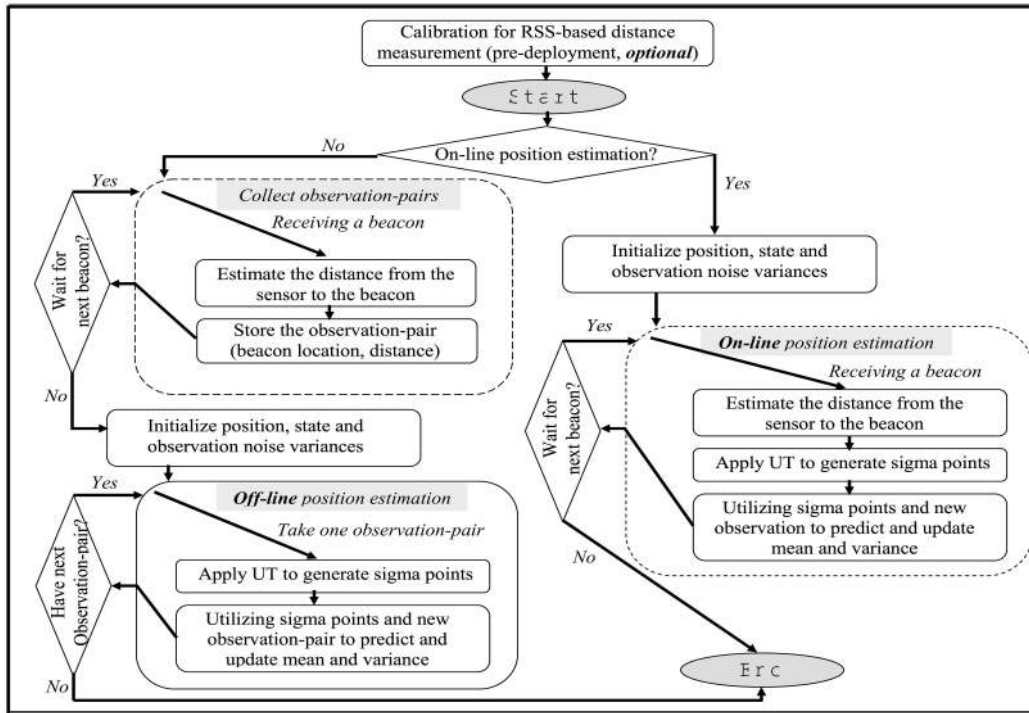 Calibration for RSS-based distance
measurement (pre-deployment, optional)
Start
On-line position estimation?
No
Yes
Yes
Collect observation-pairs
Receiving a beacon
Wait for
next beacon?
Estimate the distance from the
sensor to the beacon
Store the observation-pair
(beacon location, distance)
No
Initialize position, state and
observation noise variances
Yes
Off-line position estimation
Take one observation-pair
Have next
Observation-pair?
Apply UT to generate sigma points
Utilizing sigma points and new
observation-pair to predict and
update mean and variance
No
Initialize position, state and
observation noise variances
Yes
On-line position estimation
Receiving a beacon
Wait for
next beacon?
Estimate the distance from the
sensor to the beacon
Apply UT to generate sigma points
Utilizing sigma points and new
observation to predict and update
mean and variance
No
Erc